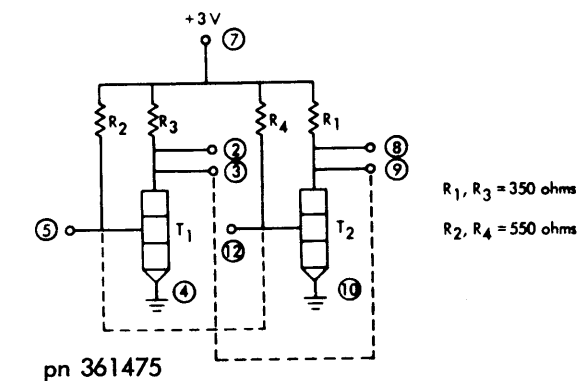 +3 V
7
R2 R3 R4 R1
2 8
3 9
R1, R3 = 350 ohms
5 T1 12 T2 R2, R4 = 550 ohms
4 10
pn 361475